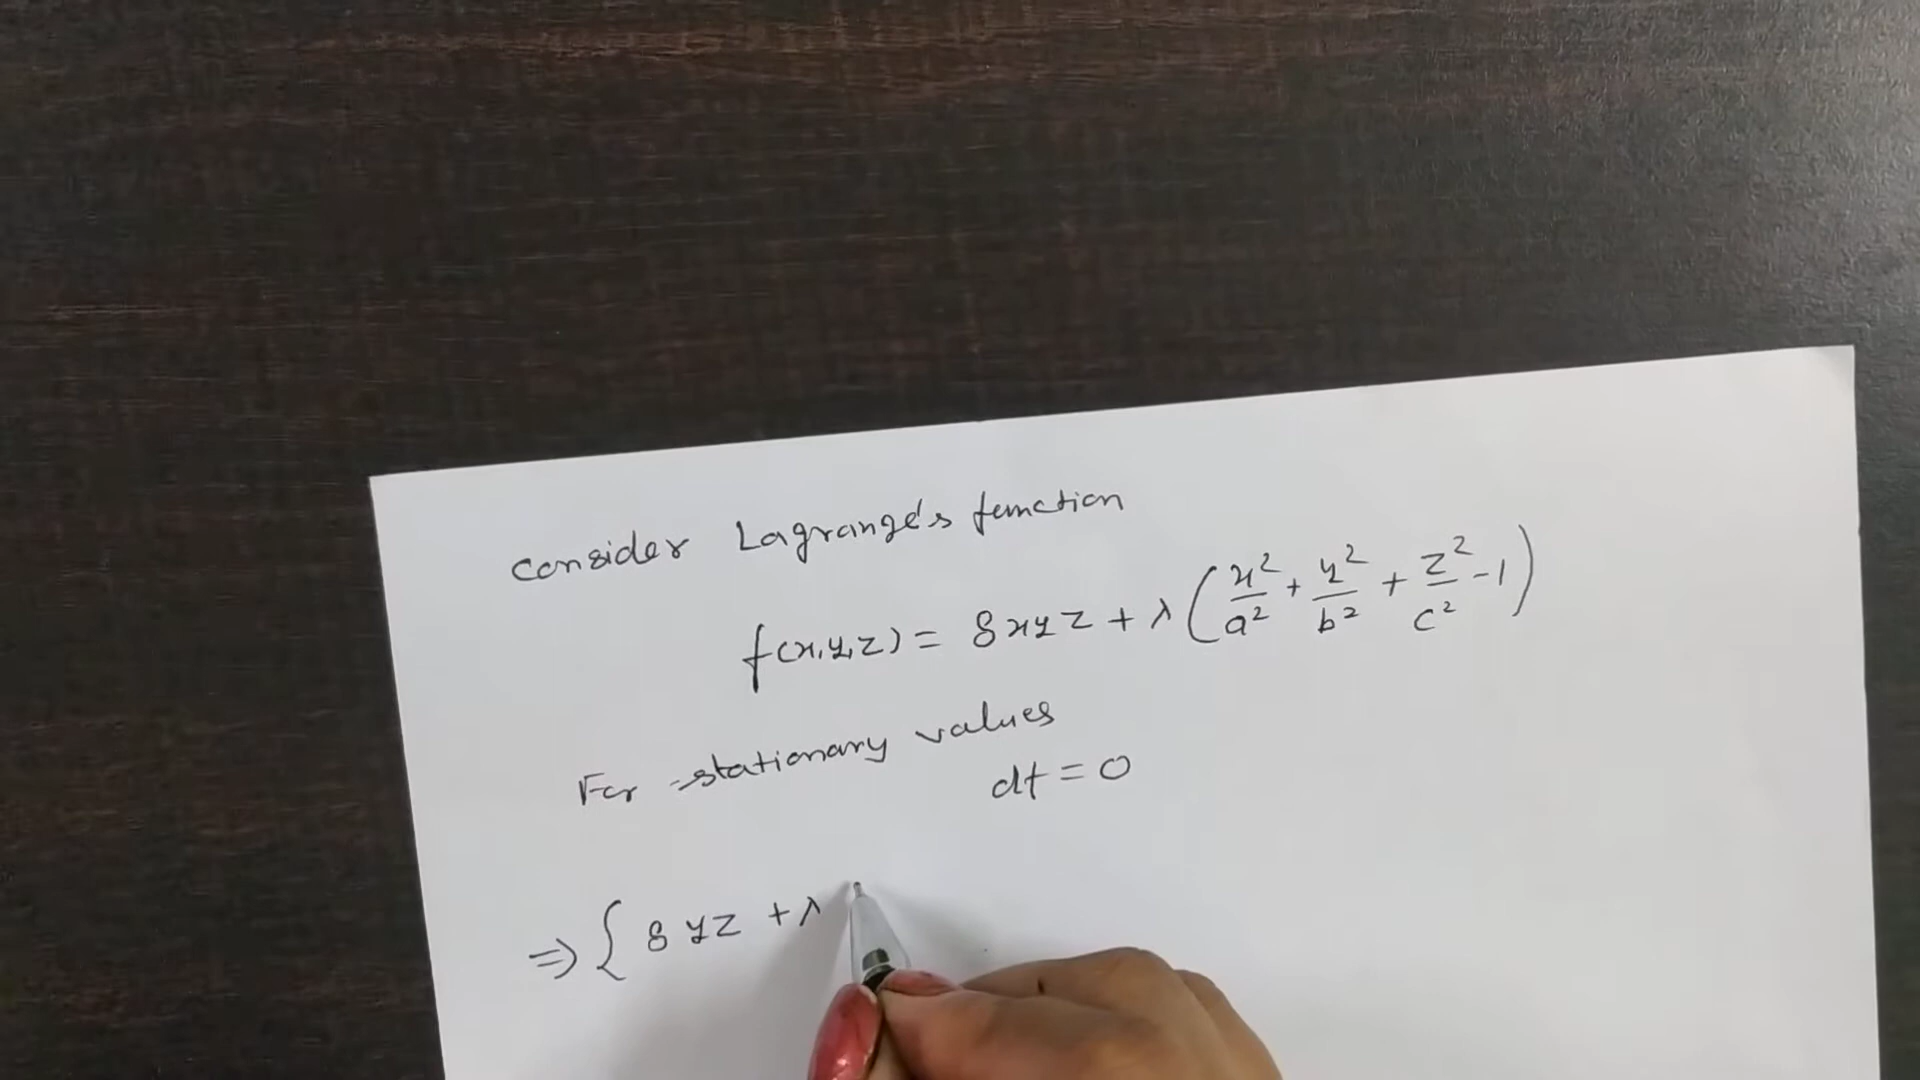 Consider Lagrange's function
f(x,y,z) = 8xyz + λ(x²/a² + y²/b² + z²/c² - 1)
For stationary values
df = 0
⇒ { 8yz + λ